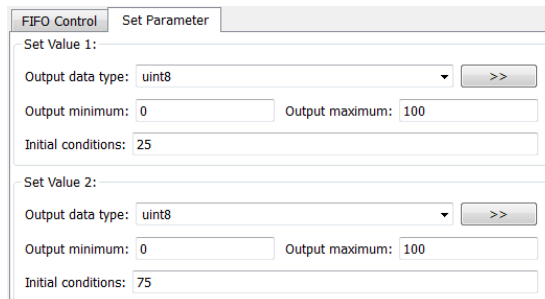 FIFO Control Set Parameter
Set Value 1:
Output data type: uint8 >>
Output minimum: 0 Output maximum: 100
Initial conditions: 25
Set Value 2:
Output data type: uint8 >>
Output minimum: 0 Output maximum: 100
Initial conditions: 75